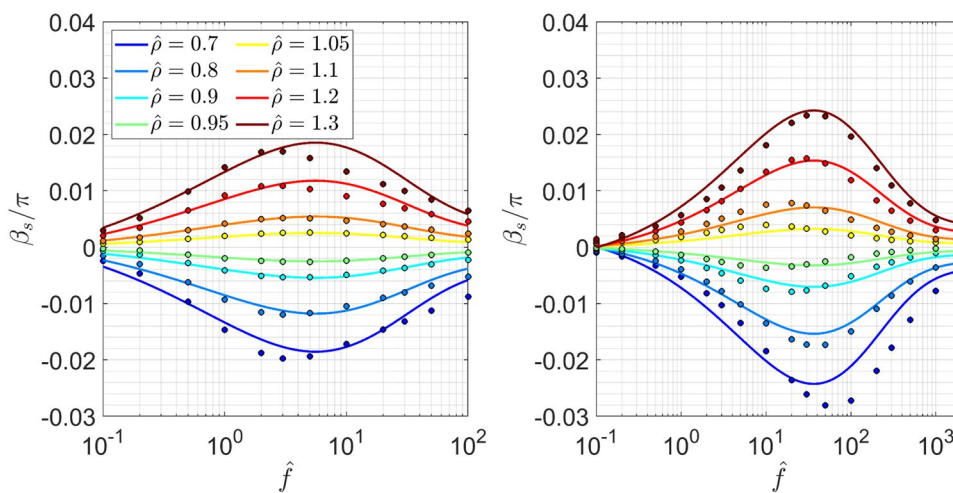 0.04
0.03
0.02
0.01
0
-0.01
-0.02
-0.03
β_s/π
ρ̂ = 0.7
ρ̂ = 0.8
ρ̂ = 0.9
ρ̂ = 0.95
ρ̂ = 1.05
ρ̂ = 1.1
ρ̂ = 1.2
ρ̂ = 1.3
10^-1 10^0 10^1 10^2
f̂
0.04
0.03
0.02
0.01
0
-0.01
-0.02
-0.03
β_s/π
10^-1 10^0 10^1 10^2 10^3
f̂